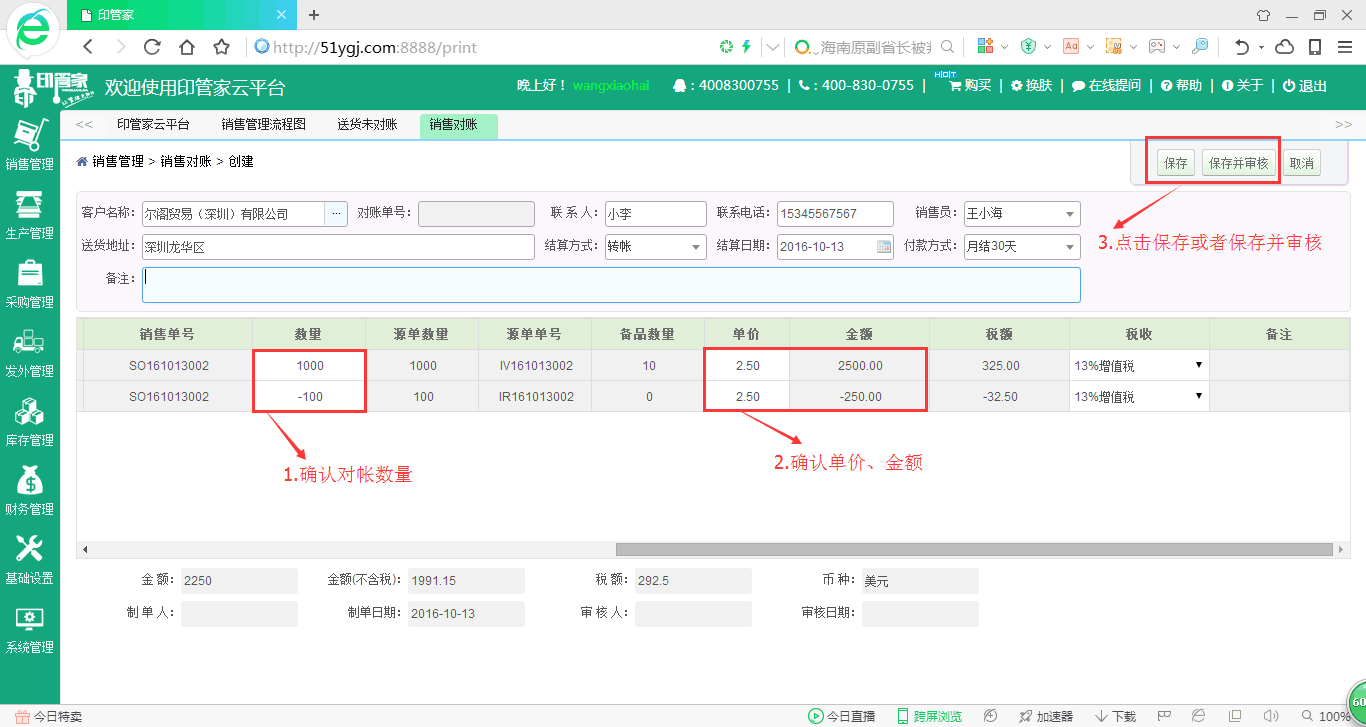 印管家
http://51ygj.com:8888/print
海南原副省长被判
印管家
欢迎使用印管家云平台
晚上好！ wangxiaohai
: 4008300755 | : 400-830-0755 | HOT 购买 | 换肤 | 在线提问 | 帮助 | 关于 | 退出
<< 印管家云平台 销售管理流程图 送货未对账 销售对账 >>
销售管理
生产管理
采购管理
发外管理
库存管理
财务管理
基础设置
系统管理
销售管理 > 销售对账 > 创建
保存 保存并审核 取消
客户名称: 尔阁贸易（深圳）有限公司 ... 对账单号: 联 系 人: 小李 联系电话: 15345567567 销售员: 王小海
送货地址: 深圳龙华区 结算方式: 转帐 结算日期: 2016-10-13 付款方式: 月结30天
备注:
3.点击保存或者保存并审核
销售单号 数量 源单数量 源单单号 备品数量 单价 金额 税额 税收 备注
SO161013002 1000 1000 IV161013002 10 2.50 2500.00 325.00 13%增值税
SO161013002 -100 100 IR161013002 0 2.50 -250.00 -32.50 13%增值税
1.确认对帐数量
2.确认单价、金额
金 额: 2250 金额(不含税): 1991.15 税 额: 292.5 币 种: 美元
制 单 人: 制单日期: 2016-10-13 审 核 人: 审核日期:
今日特卖 今日直播 跨屏浏览 加速器 下载 100%
60